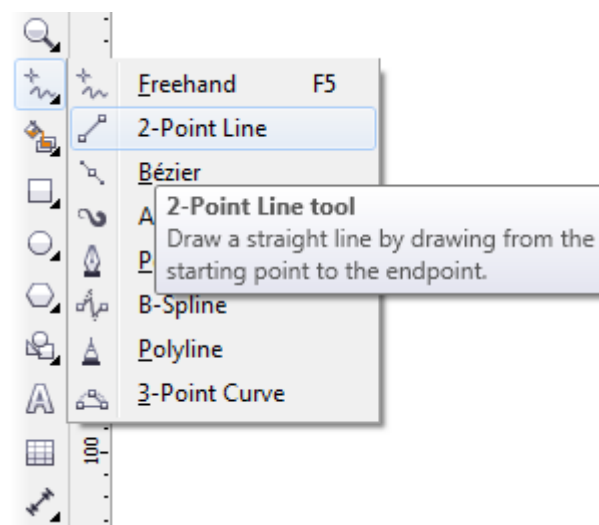 Freehand F5
2-Point Line
Bézier
2-Point Line tool
Draw a straight line by drawing from the
starting point to the endpoint.
B-Spline
Polyline
3-Point Curve
100